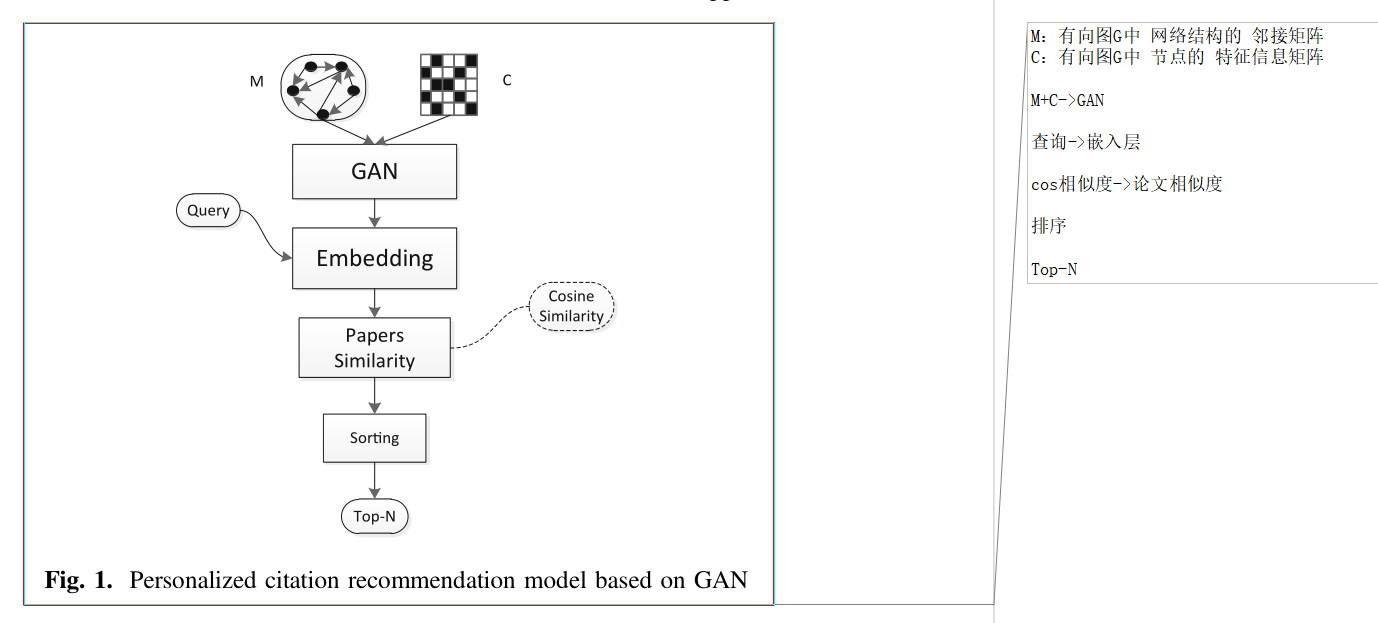 M
C
GAN
Query
Embedding
Cosine
Similarity
Papers
Similarity
Sorting
Top-N
Fig. 1. Personalized citation recommendation model based on GAN
M: 有向图G中 网络结构的 邻接矩阵
C: 有向图G中 节点的 特征信息矩阵
M+C->GAN
查询->嵌入层
cos相似度->论文相似度
排序
Top-N